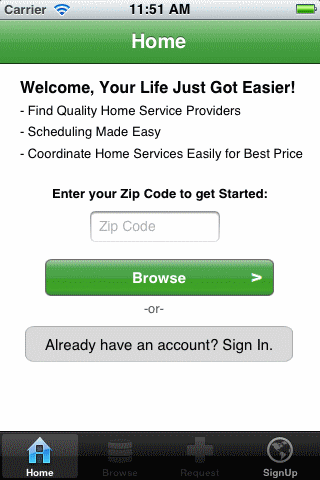 Carrier 11:51 AM
Home
Welcome, Your Life Just Got Easier!
- Find Quality Home Service Providers
- Scheduling Made Easy
- Coordinate Home Services Easily for Best Price
Enter your Zip Code to get Started:
Zip Code
Browse >
-or-
Already have an account? Sign In.
Home Browse Request SignUp